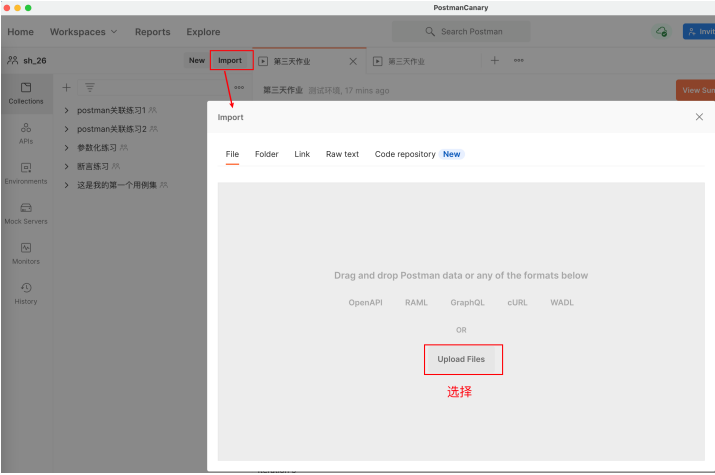 PostmanCanary
Home Workspaces Reports Explore Search Postman Invit
sh_26 New Import 第三天作业 第三天作业
Collections
APIs
Environments
Mock Servers
Monitors
History
postman关联练习1
postman关联练习2
参数化练习
断言练习
这是我的第一个用例集
第三天作业 测试环境, 17 mins ago View Sum
Import
File Folder Link Raw text Code repository New
Drag and drop Postman data or any of the formats below
OpenAPI RAML GraphQL cURL WADL
OR
Upload Files
选择